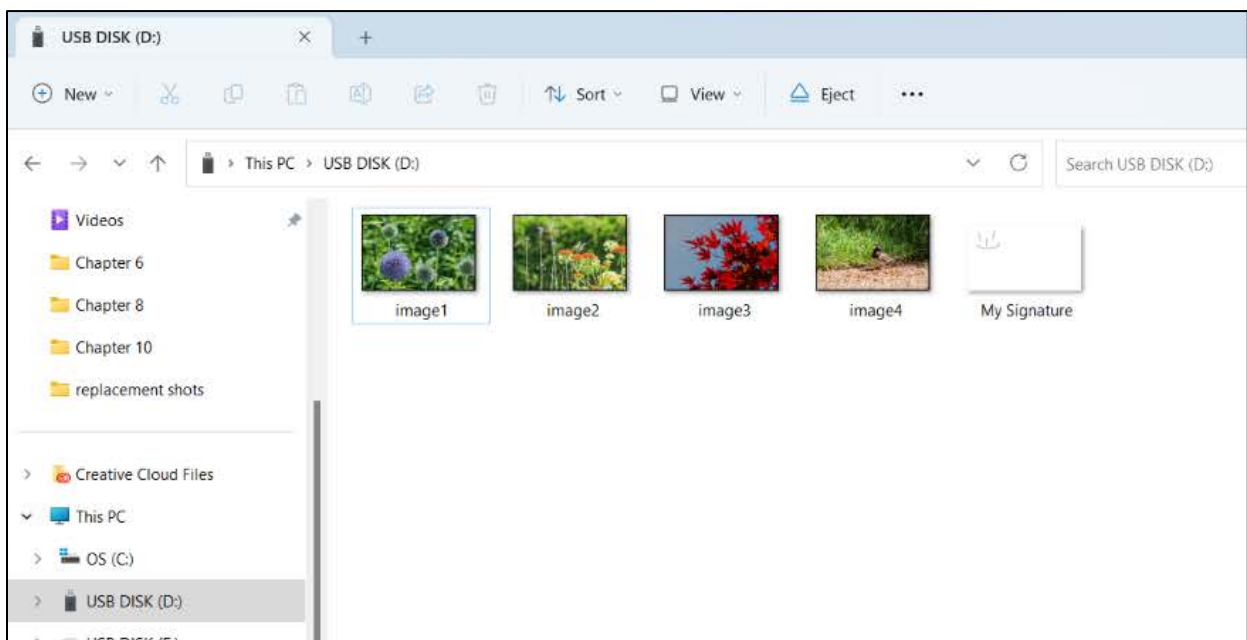 USB DISK (D:)
New
Sort
View
Eject
This PC > USB DISK (D:)
Search USB DISK (D:)
Videos
Chapter 6
Chapter 8
Chapter 10
replacement shots
Creative Cloud Files
This PC
OS (C:)
USB DISK (D:)
image1
image2
image3
image4
My Signature